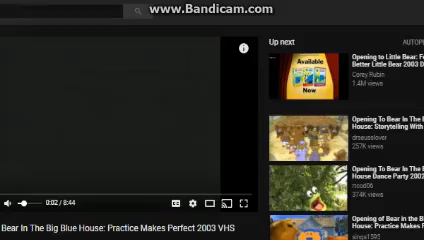 www.Bandicam.com
Up next
AUTOPL
Available
Now
Opening to Little Bear: F
Better Little Bear 2003 D
Corey Rubin
1.4M views
Opening To Bear In The B
House: Storytelling With
257K views
Opening To Bear In The B
House Dance Party 2002
374K views
Opening of Bear in the B
House: Practice Makes
0:02 / 8:44
Bear In The Big Blue House: Practice Makes Perfect 2003 VHS